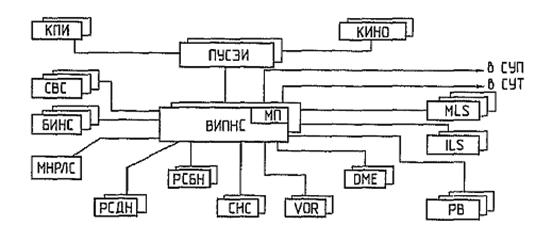 КПИ
КИНО
ПУСЭИ
В СУП
В СУТ
СВС
БИНС
МНРЛС
МП
ВИПНС
MLS
ILS
РСБН
DME
РСДН
СНС
VOR
РВ